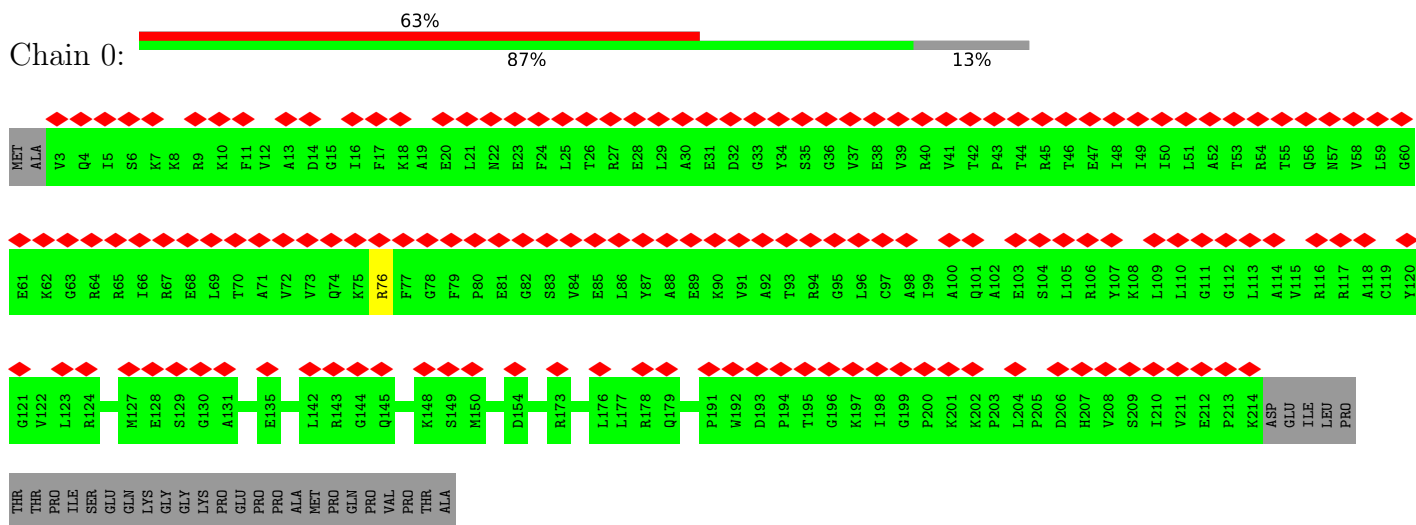 63%
Chain 0:
87% 13%
MET ALA V3 Q4 I5 S6 K7 K8 R9 K10 F11 V12 A13 D14 G15 I16 F17 K18 A19 E20 L21 N22 E23 F24 L25 T26 R27 E28 L29 A30 E31 D32 G33 Y34 S35 G36 V37 E38 V39 R40 V41 T42 P43 T44 R45 T46 E47 I48 I49 I50 L51 A52 T53 R54 T55 Q56 N57 V58 L59 G60
E61 K62 G63 R64 R65 I66 R67 E68 L69 T70 A71 V72 V73 Q74 K75 R76 F77 G78 F79 P80 E81 G82 S83 V84 E85 L86 Y87 A88 E89 K90 V91 A92 T93 R94 G95 L96 C97 A98 I99 A100 Q101 A102 E103 S104 L105 R106 Y107 K108 L109 L110 G111 G112 L113 A114 V115 R116 R117 A118 C119 Y120
G121 V122 L123 R124 M127 E128 S129 G130 A131 E135 L142 R143 G144 Q145 K148 S149 M150 D154 R173 L176 L177 R178 Q179 P191 W192 D193 P194 T195 G196 K197 I198 G199 P200 K201 K202 P203 L204 P205 D206 H207 V208 S209 I210 V211 E212 P213 K214 ASP GLU ILE LEU PRO
THR THR PRO ILE SER GLU GLN LYS GLY GLY LYS PRO GLU PRO PRO ALA MET PRO GLN PRO VAL PRO THR ALA